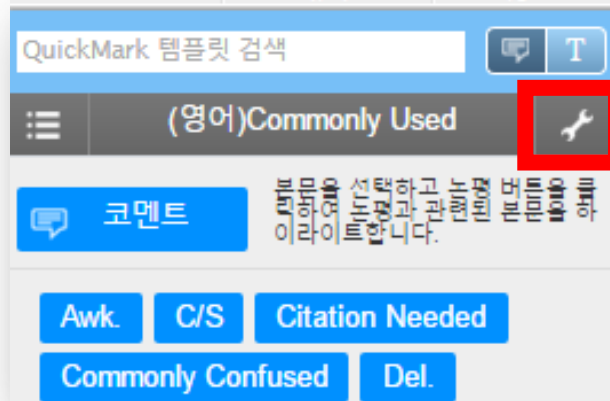 QuickMark 템플릿 검색
T
(영어)Commonly Used
코멘트
본문을 선택하고 논평 버튼을 클
릭하여 논평과 관련된 본문을 하
이라이트합니다.
Awk. C/S Citation Needed
Commonly Confused Del.